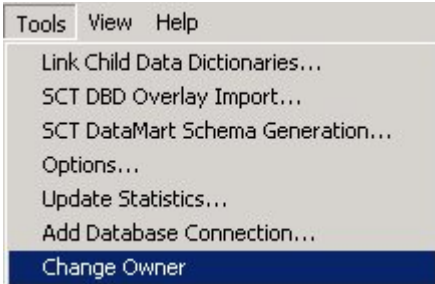 Tools View Help
Link Child Data Dictionaries...
SCT DBD Overlay Import...
SCT DataMart Schema Generation...
Options...
Update Statistics...
Add Database Connection...
Change Owner